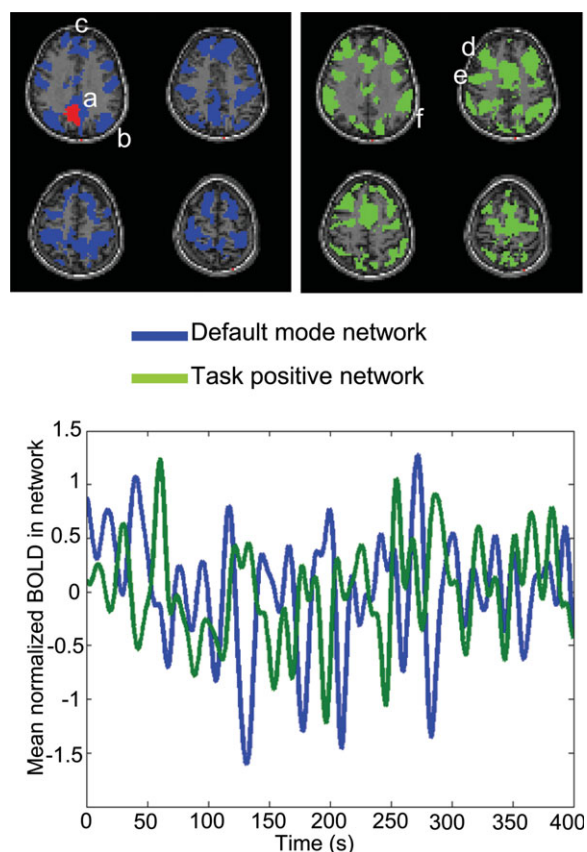 c
a
b
d
e
f
Default mode network
Task positive network
Mean normalized BOLD in network
1.5
1
0.5
0
-0.5
-1
-1.5
0 50 100 150 200 250 300 350 400
Time (s)